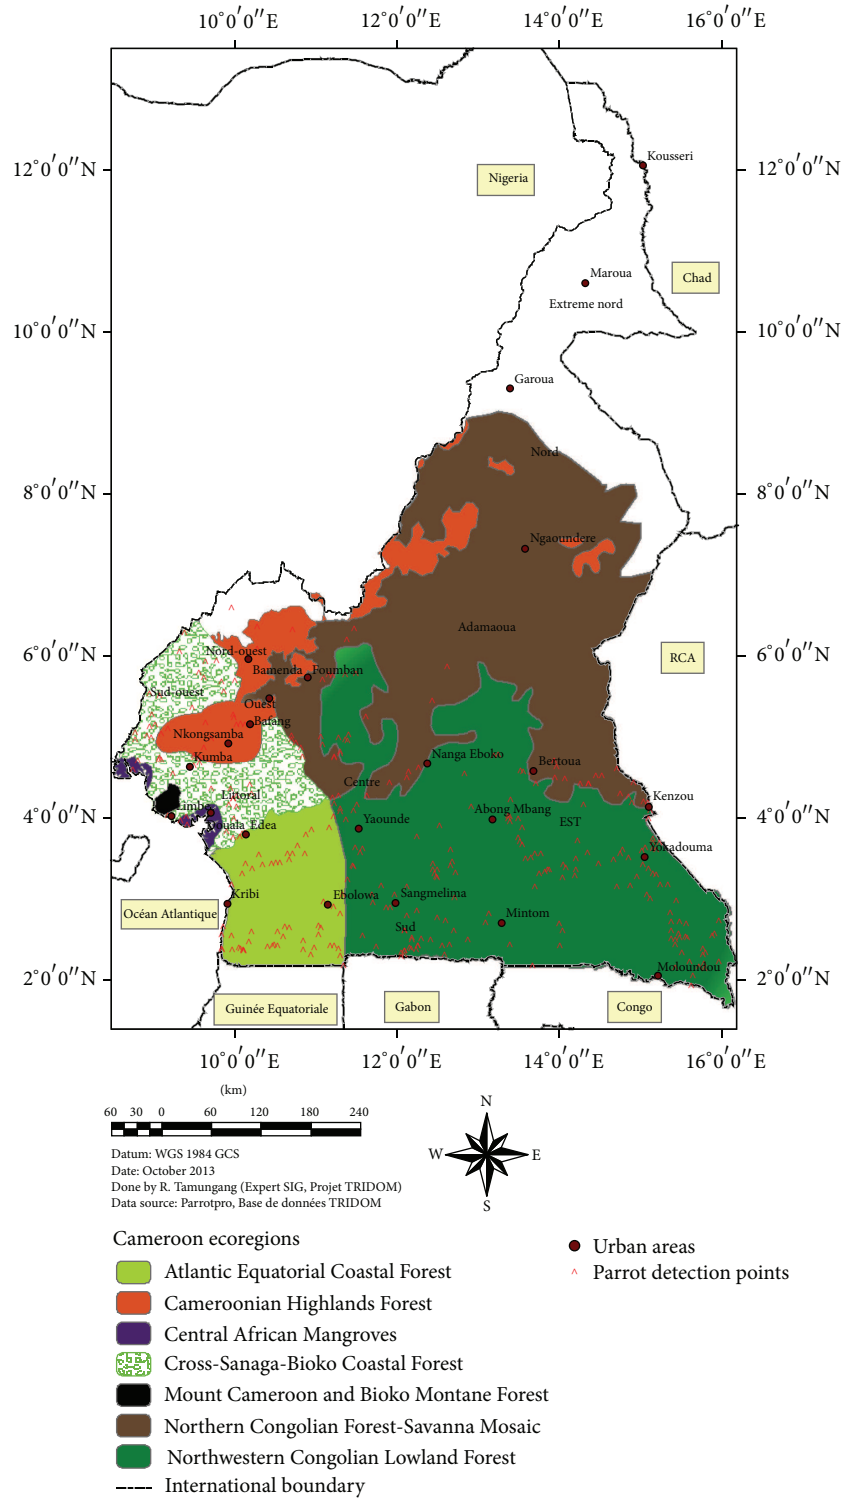 10°0′0″E 12°0′0″E 14°0′0″E 16°0′0″E
12°0′0″N
12°0′0″N
10°0′0″N
10°0′0″N
8°0′0″N
8°0′0″N
6°0′0″N
6°0′0″N
4°0′0″N
4°0′0″N
2°0′0″N
2°0′0″N
Kousseri
Nigeria
Maroua
Chad
Extreme nord
Garoua
Nord
Ngaoundere
Adamaoua
Nord-ouest
RCA
Bamenda
Foumban
Sud-ouest
Ouest
Bafang
Nkongsamba
Kumba
Nanga Eboko
Bertoua
Centre
Littoral
Kenzou
Limbe
Abong Mbang
Yaounde
EST
Douala
Edea
Yokadouma
Kribi
Ebolowa
Sangmelima
Océan Atlantique
Mintom
Sud
Moloundou
Guinée Equatoriale
Gabon
Congo
10°0′0″E 12°0′0″E 14°0′0″E 16°0′0″E
(km)
60 30 0 60 120 180 240
N
W
E
S
Datum: WGS 1984 GCS
Date: October 2013
Done by R. Tamungang (Expert SIG, Projet TRIDOM)
Data source: Parrotpro, Base de données TRIDOM
Cameroon ecoregions
Atlantic Equatorial Coastal Forest
Cameroonian Highlands Forest
Central African Mangroves
Cross-Sanaga-Bioko Coastal Forest
Mount Cameroon and Bioko Montane Forest
Northern Congolian Forest-Savanna Mosaic
Northwestern Congolian Lowland Forest
International boundary
Urban areas
Parrot detection points